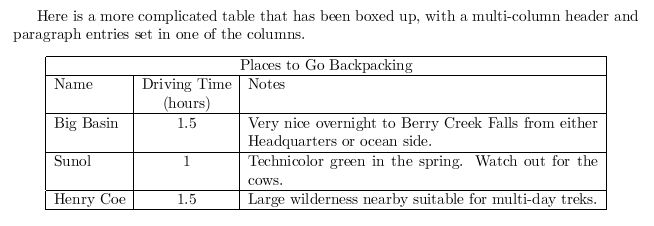 Here is a more complicated table that has been boxed up, with a multi-column header and
paragraph entries set in one of the columns.
Places to Go Backpacking
Name Driving Time Notes
(hours)
Big Basin 1.5 Very nice overnight to Berry Creek Falls from either
Headquarters or ocean side.
Sunol 1 Technicolor green in the spring. Watch out for the
cows.
Henry Coe 1.5 Large wilderness nearby suitable for multi-day treks.